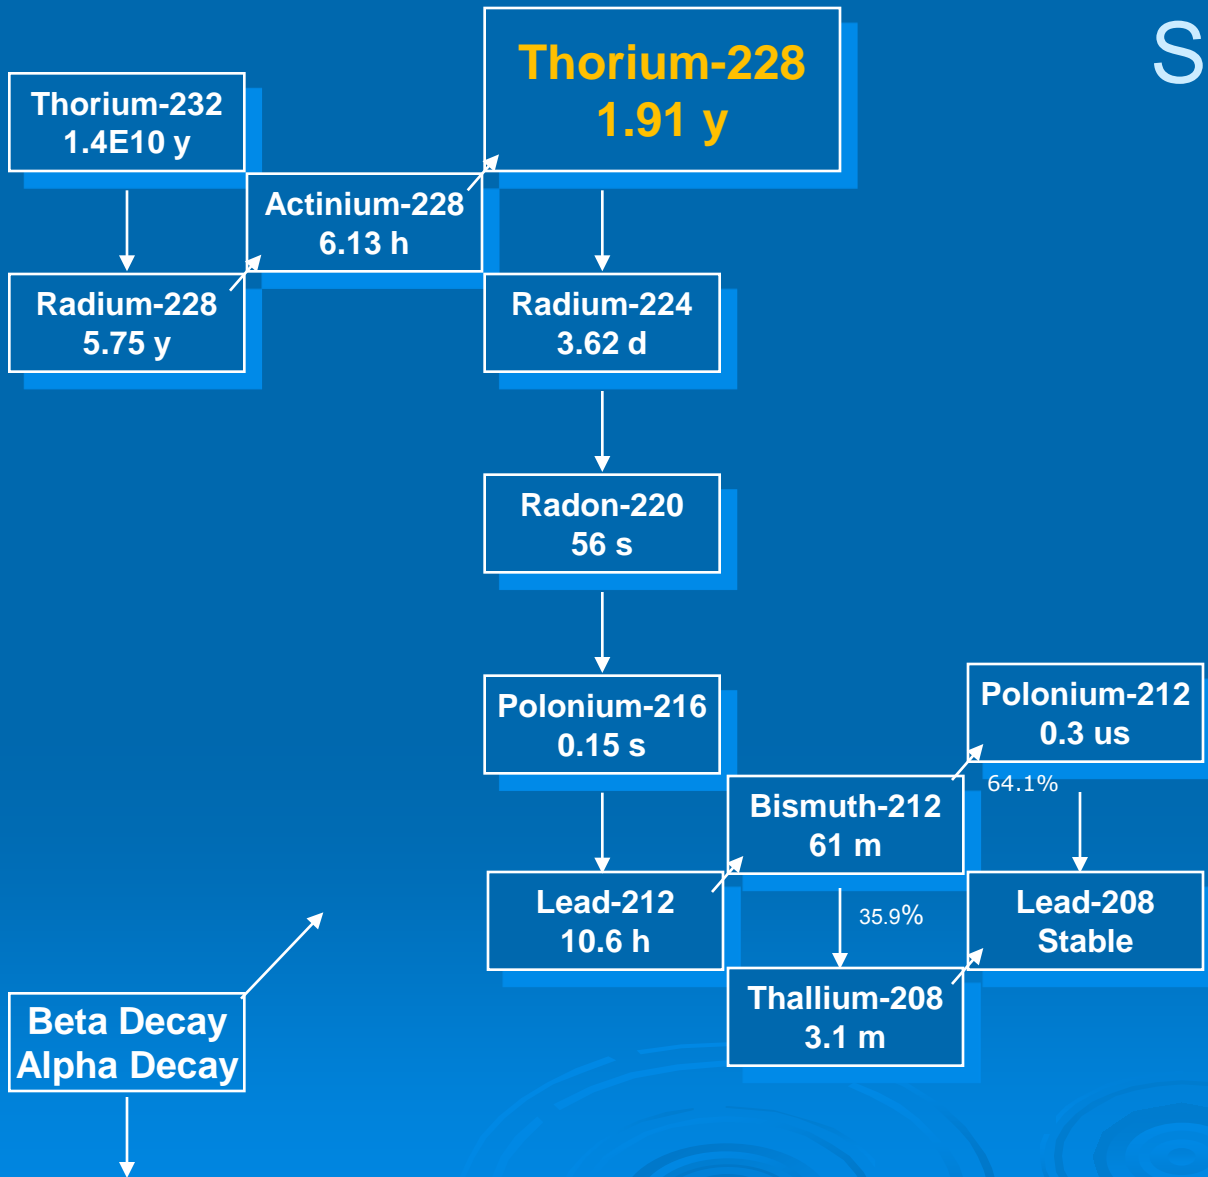 S
Thorium-228
1.91 y
Thorium-232
1.4E10 y
Actinium-228
6.13 h
Radium-228
5.75 y
Radium-224
3.62 d
Radon-220
56 s
Polonium-216
0.15 s
Polonium-212
0.3 us
64.1%
Bismuth-212
61 m
Lead-212
10.6 h
35.9%
Lead-208
Stable
Thallium-208
3.1 m
Beta Decay
Alpha Decay